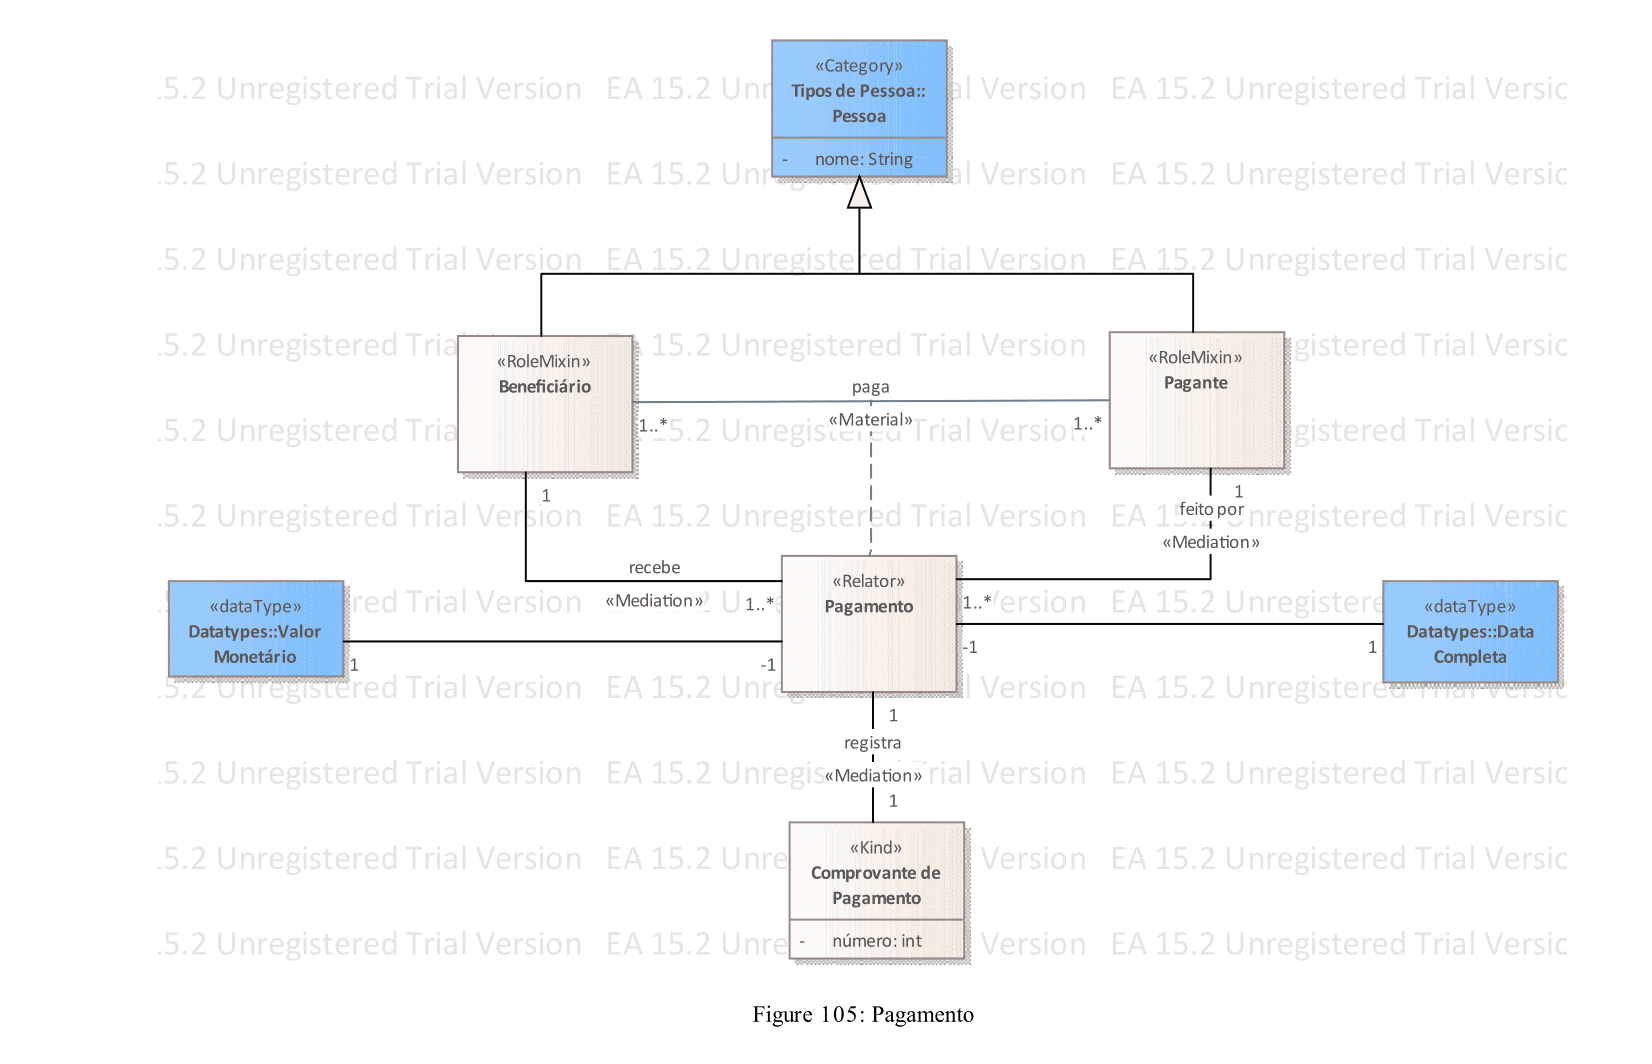 .5.2 Unregistered Trial Version EA 15.2 Unregistered Trial Version EA 15.2 Unregistered Trial Versic
«Category»
Tipos de Pessoa::
Pessoa
- nome: String
«RoleMixin»
Beneficiário
«RoleMixin»
Pagante
paga
«Material»
1..*
1..*
1
1
feito por
«Mediation»
recebe
«Mediation»
1..*
«Relator»
Pagamento
1..*
«dataType»
Datatypes::Valor
Monetário
1
-1
-1
1
«dataType»
Datatypes::Data
Completa
1
registra
«Mediation»
1
«Kind»
Comprovante de
Pagamento
- número: int
Figure 105: Pagamento